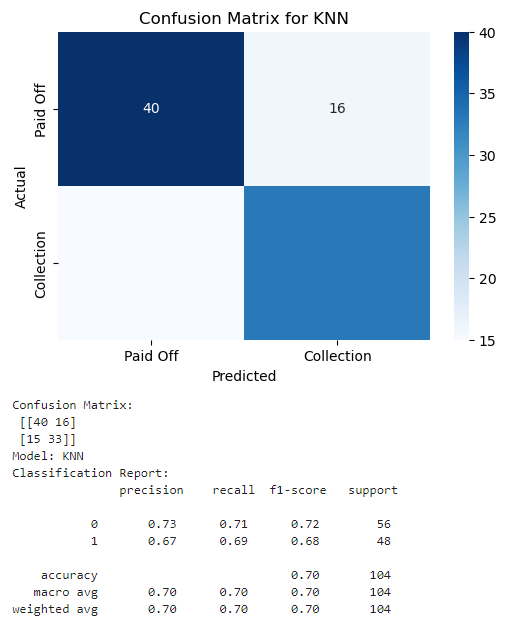 Confusion Matrix for KNN
40
Paid Off
40
16
35
Actual
30
25
Collection
20
15
Paid Off Collection
Predicted
Confusion Matrix:
[[40 16]
[15 33]]
Model: KNN
Classification Report:
precision recall f1-score support
0 0.73 0.71 0.72 56
1 0.67 0.69 0.68 48
accuracy 0.70 104
macro avg 0.70 0.70 0.70 104
weighted avg 0.70 0.70 0.70 104